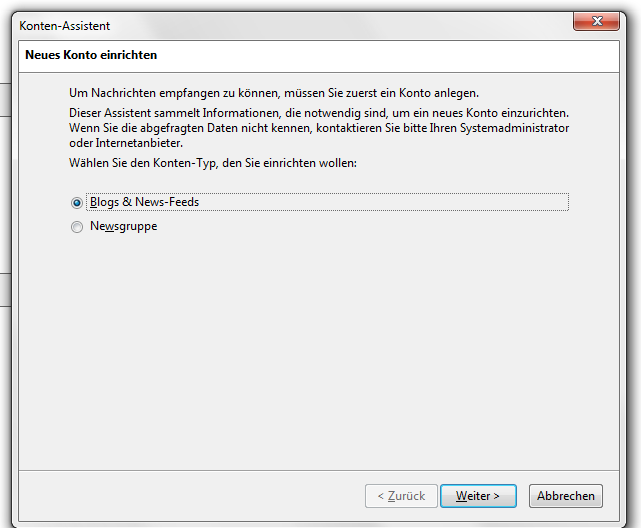 Konten-Assistent
Neues Konto einrichten
Um Nachrichten empfangen zu können, müssen Sie zuerst ein Konto anlegen.
Dieser Assistent sammelt Informationen, die notwendig sind, um ein neues Konto einzurichten.
Wenn Sie die abgefragten Daten nicht kennen, kontaktieren Sie bitte Ihren Systemadministrator
oder Internetanbieter.
Wählen Sie den Konten-Typ, den Sie einrichten wollen:
Blogs & News-Feeds
Newsgruppe
< Zurück Weiter > Abbrechen